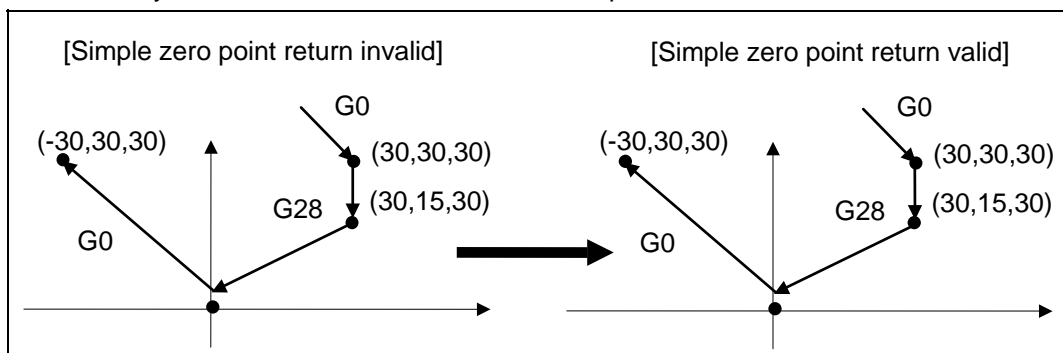 [Simple zero point return invalid]
G0
(-30,30,30)
(30,30,30)
(30,15,30)
G28
G0
[Simple zero point return valid]
G0
(-30,30,30)
(30,30,30)
(30,15,30)
G28
G0